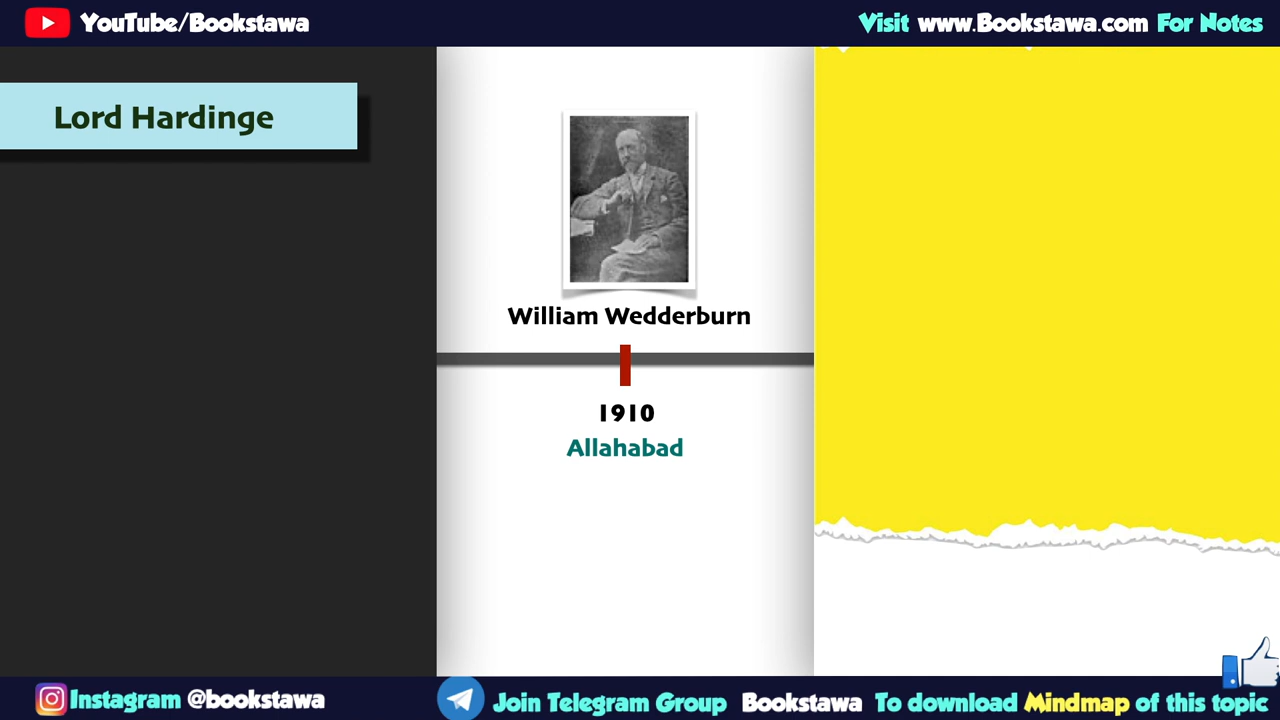 YouTube/Bookstawa
Visit www.Bookstawa.com For Notes
Lord Hardinge
William Wedderburn
1910
Allahabad
Instagram @bookstawa
Join Telegram Group Bookstawa To download Mindmap of this topic